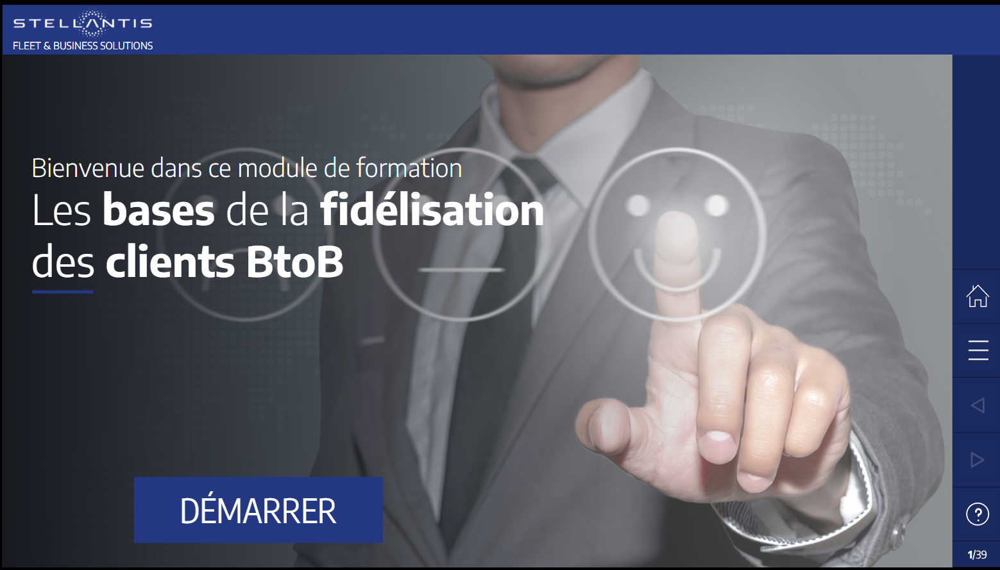 STELLANTIS
FLEET & BUSINESS SOLUTIONS
Bienvenue dans ce module de formation
Les bases de la fidélisation
des clients BtoB
DÉMARRER
?
1/39